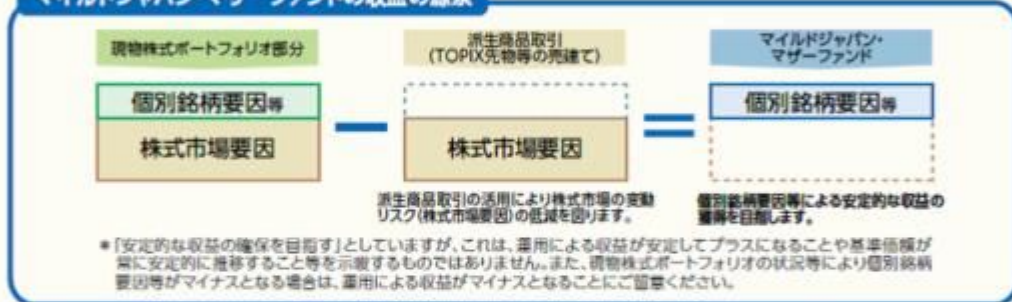 マイルドジャパン・マザーファンドの収益の源泉
現物株式ポートフォリオ部分
派生商品取引
(TOPIX先物等の売建て)
マイルドジャパン・
マザーファンド
個別銘柄要因等
個別銘柄要因等
株式市場要因
株式市場要因
派生商品取引の活用により株式市場の変動
リスク(株式市場要因)の低減を図ります。
個別銘柄要因等による安定的な収益の
獲得を目指します。
*「安定的な収益の確保を目指す」としていますが、これは、運用による収益が安定してプラスになることや基準価額が
常に安定的に推移すること等を示唆するものではありません。また、現物株式ポートフォリオの状況等により個別銘柄
要因等がマイナスとなる場合は、運用による収益がマイナスとなることにご留意ください。